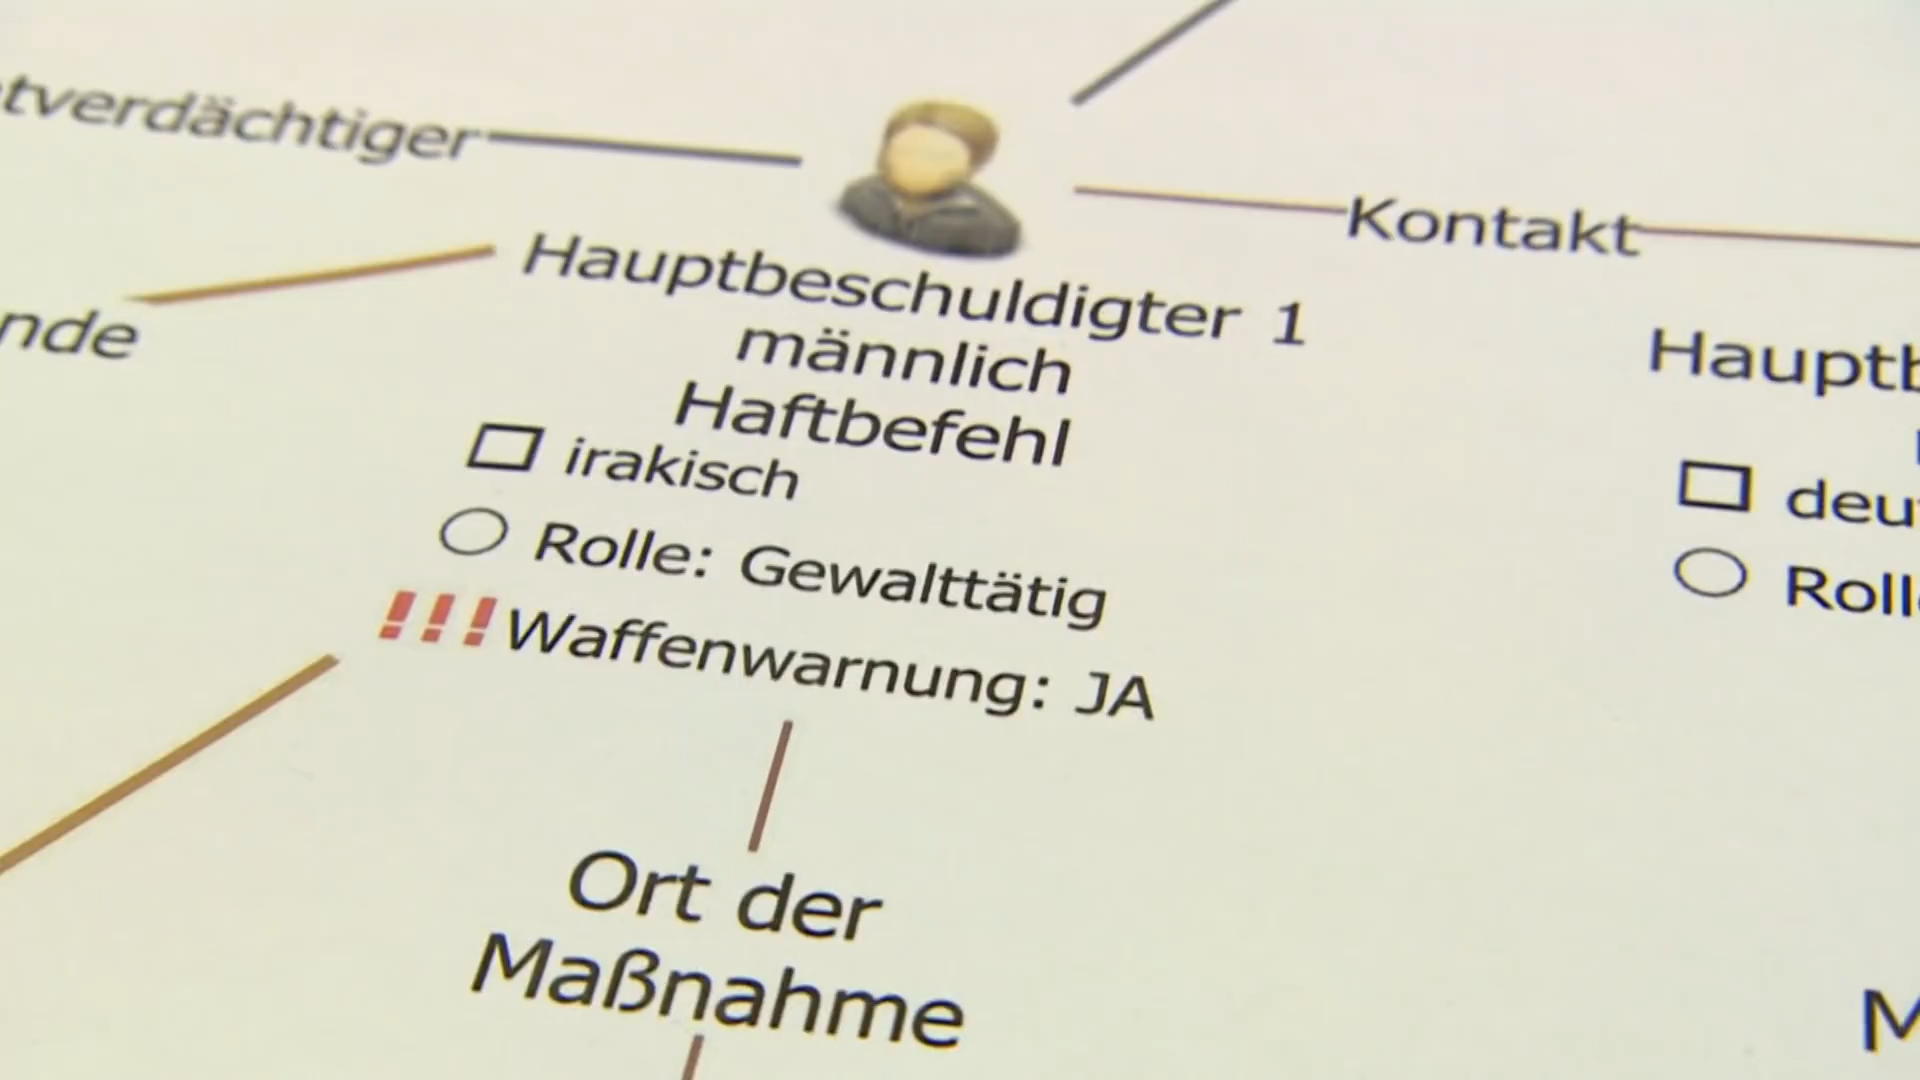 tverdächtiger
Kontakt
nde
Hauptbeschuldigter 1
männlich
Haftbefehl
irakisch
Rolle: Gewalttätig
!!! Waffenwarnung: JA
Ort der
Maßnahme
Hauptb
deu
Roll
M